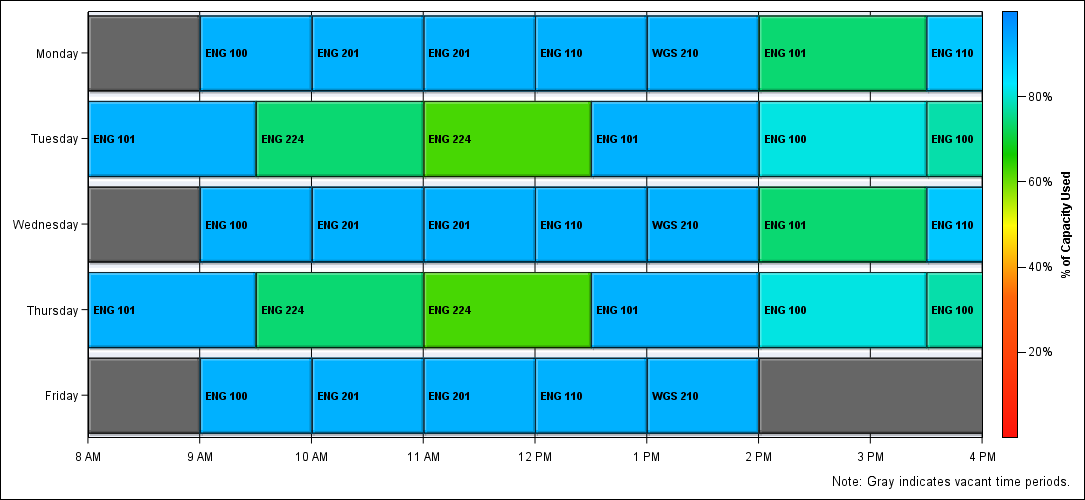 Monday ENG 100 ENG 201 ENG 201 ENG 110 WGS 210 ENG 101 ENG 110
80%
Tuesday ENG 101 ENG 224 ENG 224 ENG 101 ENG 100 ENG 100
60%
Wednesday ENG 100 ENG 201 ENG 201 ENG 110 WGS 210 ENG 101 ENG 110
% of Capacity Used
40%
Thursday ENG 101 ENG 224 ENG 224 ENG 101 ENG 100 ENG 100
20%
Friday ENG 100 ENG 201 ENG 201 ENG 110 WGS 210
8 AM 9 AM 10 AM 11 AM 12 PM 1 PM 2 PM 3 PM 4 PM
Note: Gray indicates vacant time periods.